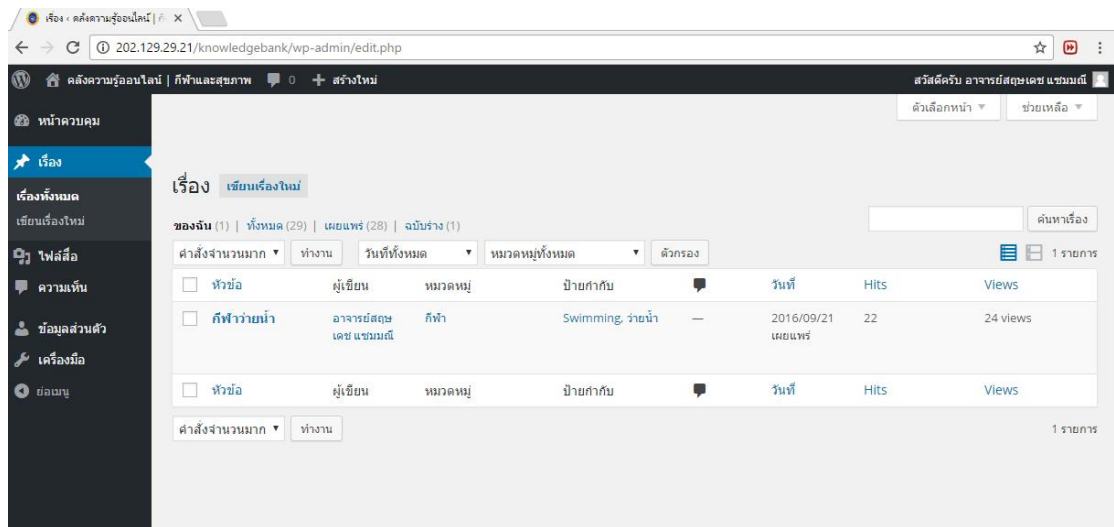 เรื่อง ‹ คลังความรู้ออนไลน์ | กี
202.129.29.21/knowledgebank/wp-admin/edit.php
คลังความรู้ออนไลน์ | กีฬาและสุขภาพ 0 + สร้างใหม่ สวัสดีครับ อาจารย์สฤษเดช แชมมณี
ตัวเลือกหน้า ช่วยเหลือ
หน้าควบคุม
เรื่อง
เรื่องทั้งหมด
เขียนเรื่องใหม่
ไฟล์สื่อ
ความเห็น
ข้อมูลส่วนตัว
เครื่องมือ
ย่อเมนู
เรื่อง เขียนเรื่องใหม่
ของฉัน (1) | ทั้งหมด (29) | เผยแพร่ (28) | ฉบับร่าง (1) ค้นหาเรื่อง
คำสั่งจำนวนมาก ทำงาน วันที่ทั้งหมด หมวดหมู่ทั้งหมด ตัวกรอง 1 รายการ
หัวข้อ ผู้เขียน หมวดหมู่ ป้ายกำกับ วันที่ Hits Views
กีฬาว่ายน้ำ อาจารย์สฤษ กีฬา Swimming, ว่ายน้ำ — 2016/09/21 22 24 views
เดช แชมมณี เผยแพร่
หัวข้อ ผู้เขียน หมวดหมู่ ป้ายกำกับ วันที่ Hits Views
คำสั่งจำนวนมาก ทำงาน 1 รายการ